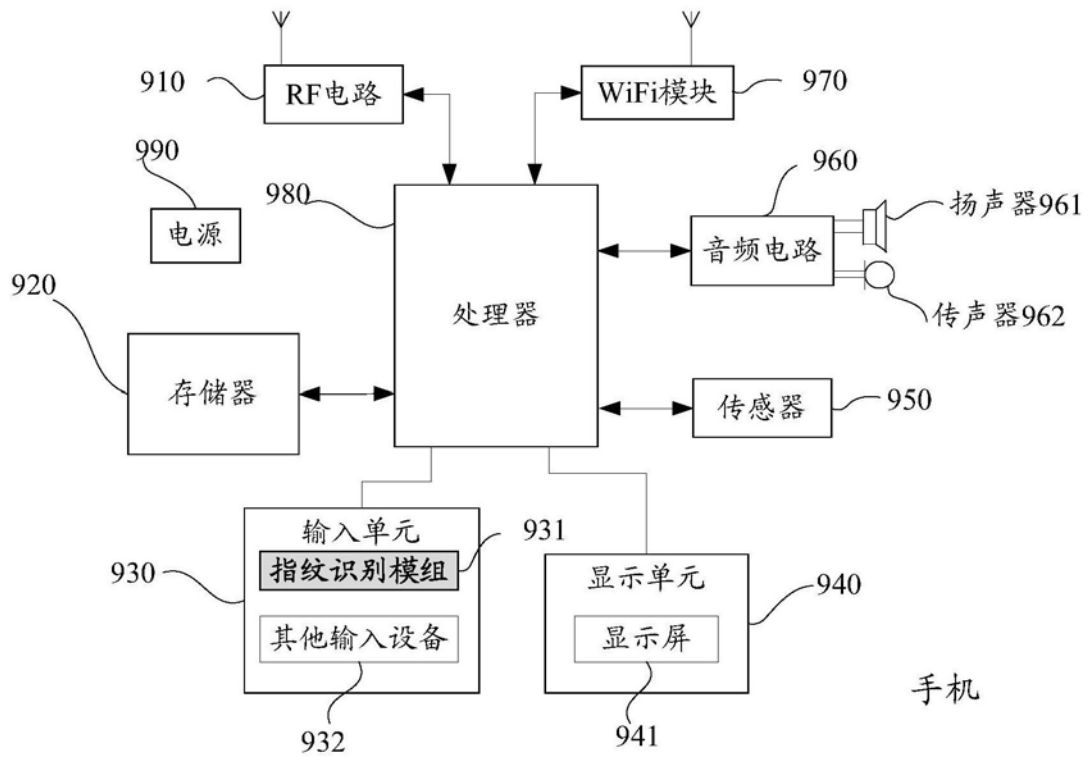 910
RF电路
WiFi模块
970
990
980
960
电源
扬声器961
音频电路
920
处理器
传声器962
存储器
传感器
950
输入单元
931
930
指纹识别模组
显示单元
940
其他输入设备
显示屏
手机
932
941